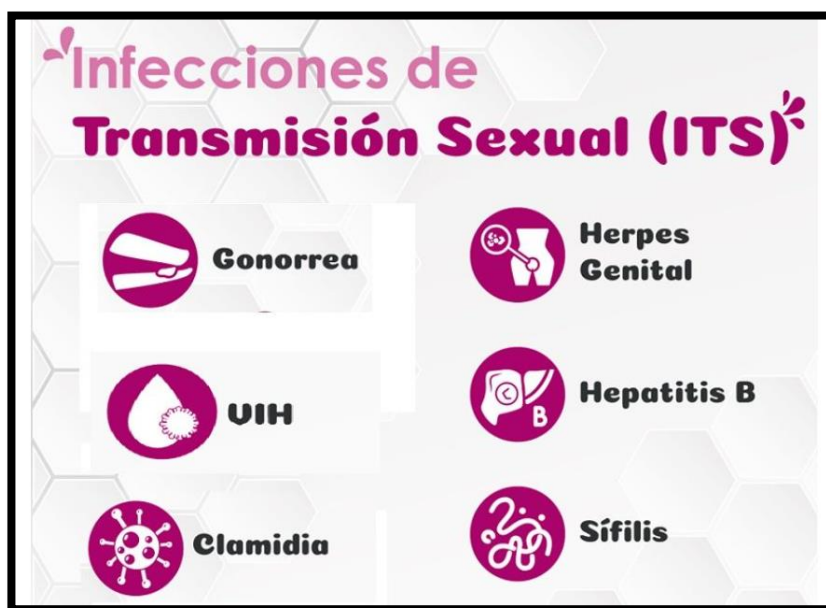 Infecciones de
Transmisión Sexual (ITS)
Gonorrea
Herpes
Genital
VIH
Hepatitis B
B
Clamidia
Sífilis